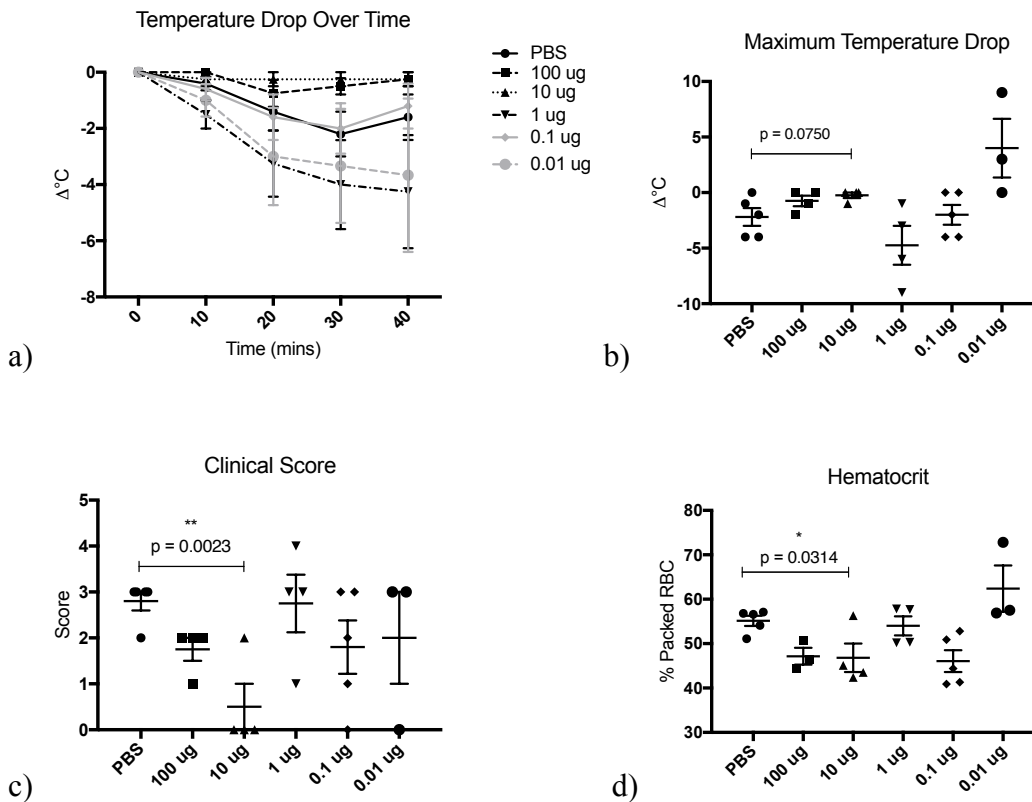 Temperature Drop Over Time
0
-2
-4
-6
-8
Δ°C
0
10
20
30
40
Time (mins)
PBS
100 ug
10 ug
1 ug
0.1 ug
0.01 ug
a)
Maximum Temperature Drop
10
5
0
-5
-10
Δ°C
p = 0.0750
PBS
100 ug
10 ug
1 ug
0.1 ug
0.01 ug
b)
Clinical Score
5
4
3
2
1
0
Score
**
p = 0.0023
PBS
100 ug
10 ug
1 ug
0.1 ug
0.01 ug
c)
Hematocrit
80
70
60
50
40
30
% Packed RBC
*
p = 0.0314
PBS
100 ug
10 ug
1 ug
0.1 ug
0.01 ug
d)